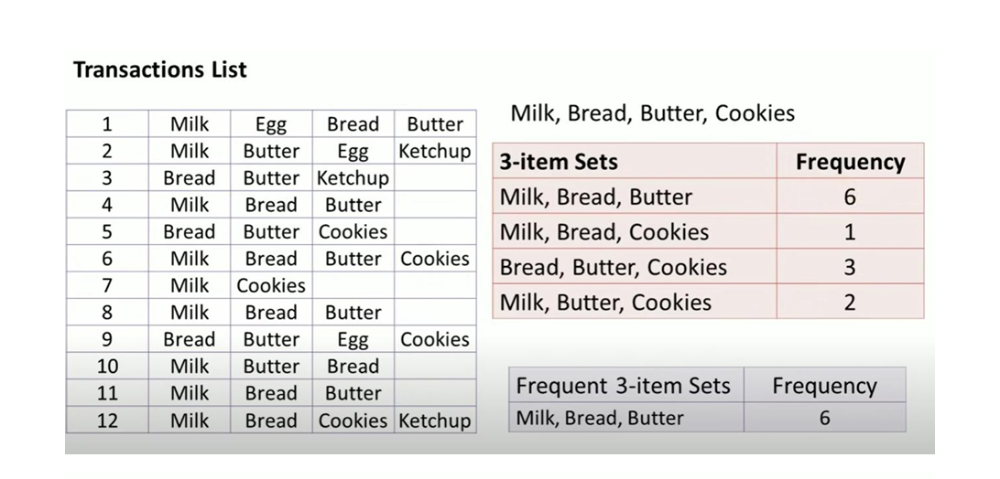 Transactions List
1 Milk Egg Bread Butter
2 Milk Butter Egg Ketchup
3 Bread Butter Ketchup
4 Milk Bread Butter
5 Bread Butter Cookies
6 Milk Bread Butter Cookies
7 Milk Cookies
8 Milk Bread Butter
9 Bread Butter Egg Cookies
10 Milk Butter Bread
11 Milk Bread Butter
12 Milk Bread Cookies Ketchup
Milk, Bread, Butter, Cookies
3-item Sets Frequency
Milk, Bread, Butter 6
Milk, Bread, Cookies 1
Bread, Butter, Cookies 3
Milk, Butter, Cookies 2
Frequent 3-item Sets Frequency
Milk, Bread, Butter 6